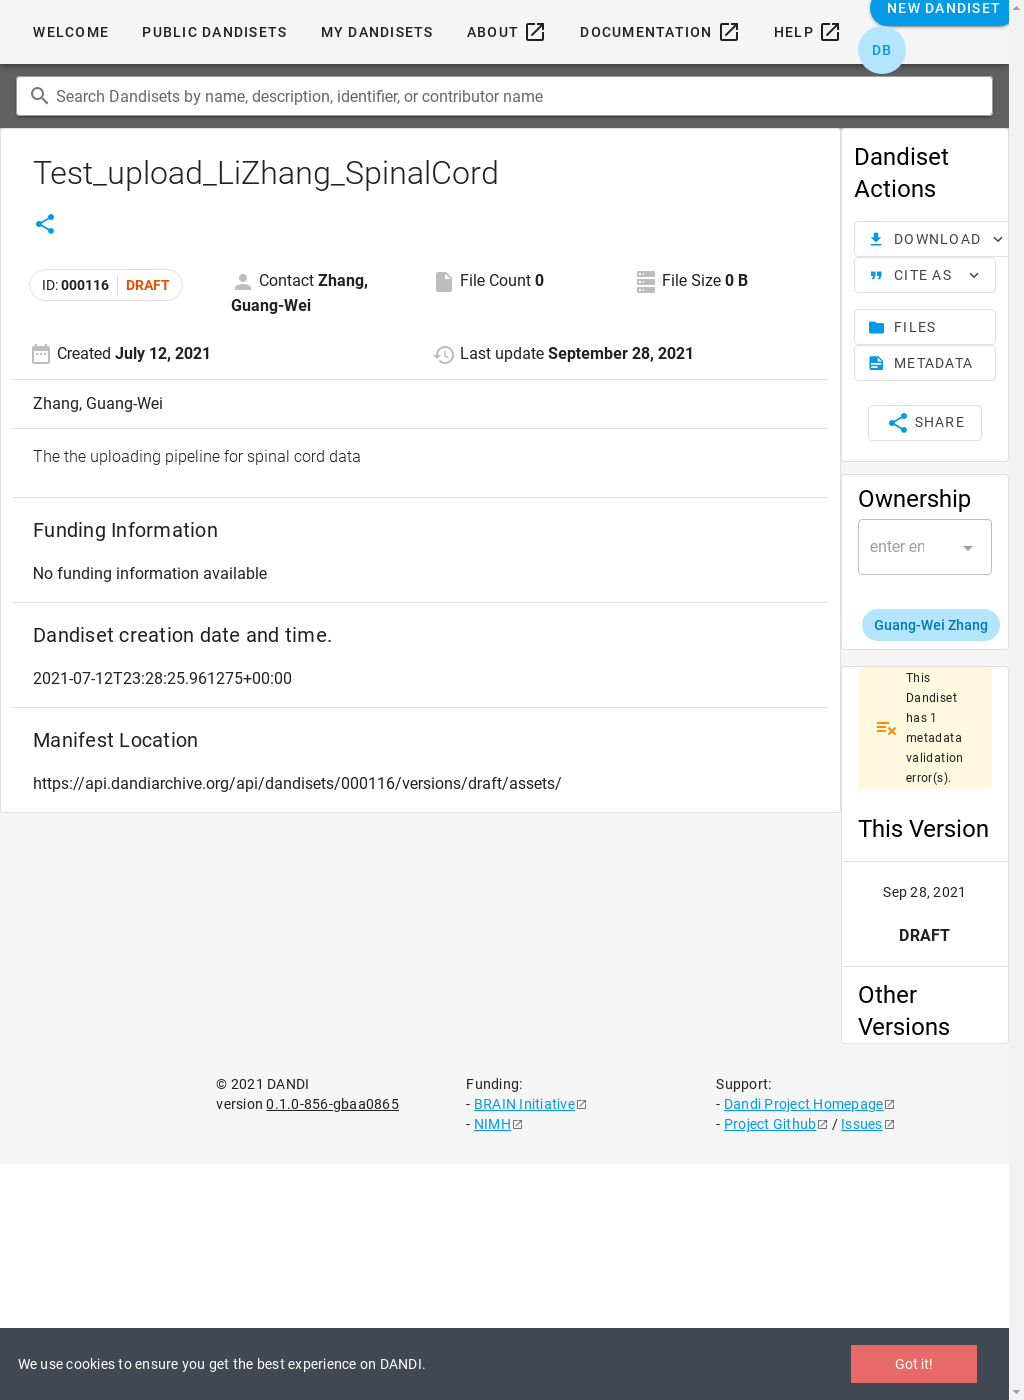 WELCOME PUBLIC DANDISETS MY DANDISETS ABOUT DOCUMENTATION HELP NEW DANDISET
DB
Search Dandisets by name, description, identifier, or contributor name
Test_upload_LiZhang_SpinalCord
ID: 000116 DRAFT
Contact Zhang,
Guang-Wei
File Count 0
File Size 0 B
Created July 12, 2021
Last update September 28, 2021
Zhang, Guang-Wei
The the uploading pipeline for spinal cord data
Funding Information
No funding information available
Dandiset creation date and time.
2021-07-12T23:28:25.961275+00:00
Manifest Location
https://api.dandiarchive.org/api/dandisets/000116/versions/draft/assets/
Dandiset
Actions
DOWNLOAD
CITE AS
FILES
METADATA
SHARE
Ownership
enter en
Guang-Wei Zhang
This
Dandiset
has 1
metadata
validation
error(s).
This Version
Sep 28, 2021
DRAFT
Other
Versions
© 2021 DANDI
version 0.1.0-856-gbaa0865
Funding:
- BRAIN Initiative
- NIMH
Support:
- Dandi Project Homepage
- Project Github / Issues
We use cookies to ensure you get the best experience on DANDI.
Got it!